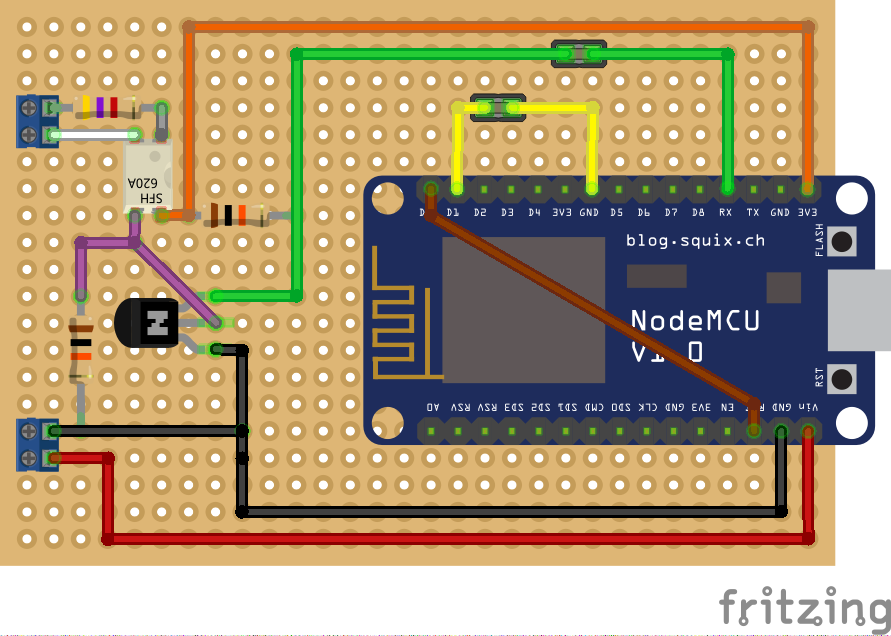 SFH
620A
N
D1 D2 D3 D4 3V3 GND D5 D6 D7 D8 RX TX GND 3V3
FLASH
blog.squix.ch
NodeMCU
V1.0
RST
A0 RSV RSV SD3 SD2 SD1 CMD SD0 CLK GND 3V3 EN GND Vin
fritzing